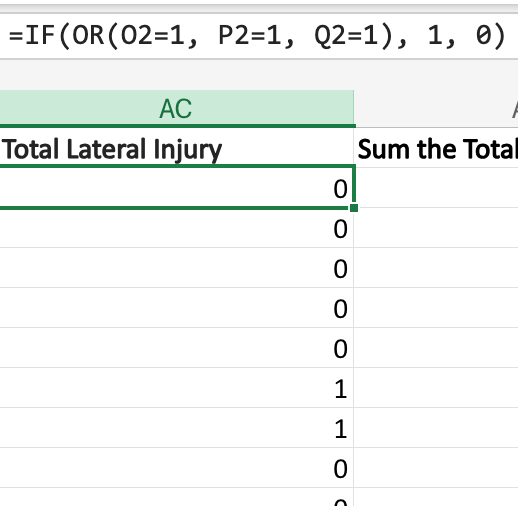 =IF(OR(O2=1, P2=1, Q2=1), 1, 0)
AC
Total Lateral Injury Sum the Total
0
0
0
0
0
1
1
0